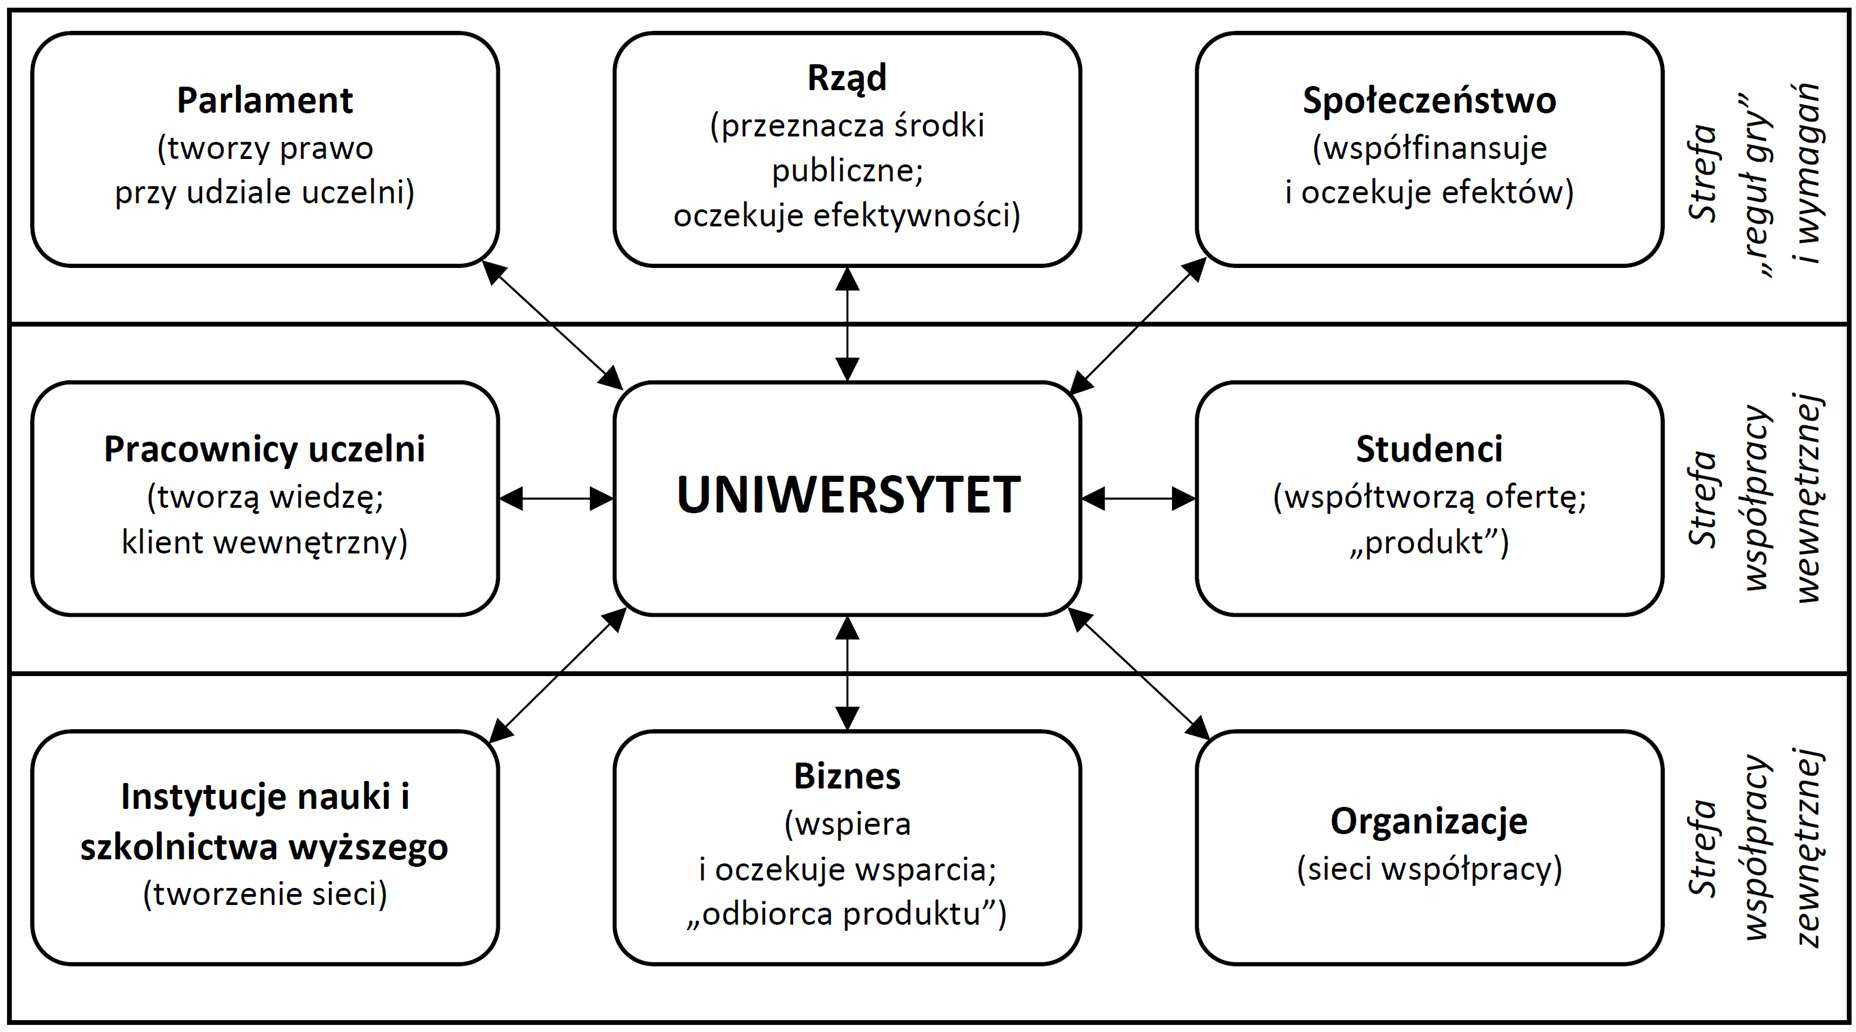 Parlament
(tworzy prawo
przy udziale uczelni)
Rząd
(przeznacza środki
publiczne;
oczekuje efektywności)
Społeczeństwo
(współfinansuje
i oczekuje efektów)
Strefa
„reguł gry”
i wymagań
Pracownicy uczelni
(tworzą wiedzę;
klient wewnętrzny)
UNIWERSYTET
Studenci
(współtworzą ofertę;
„produkt”)
Strefa
współpracy
wewnętrznej
Instytucje nauki i
szkolnictwa wyższego
(tworzenie sieci)
Biznes
(wspiera
i oczekuje wsparcia;
„odbiorca produktu”)
Organizacje
(sieci współpracy)
Strefa
współpracy
zewnętrznej